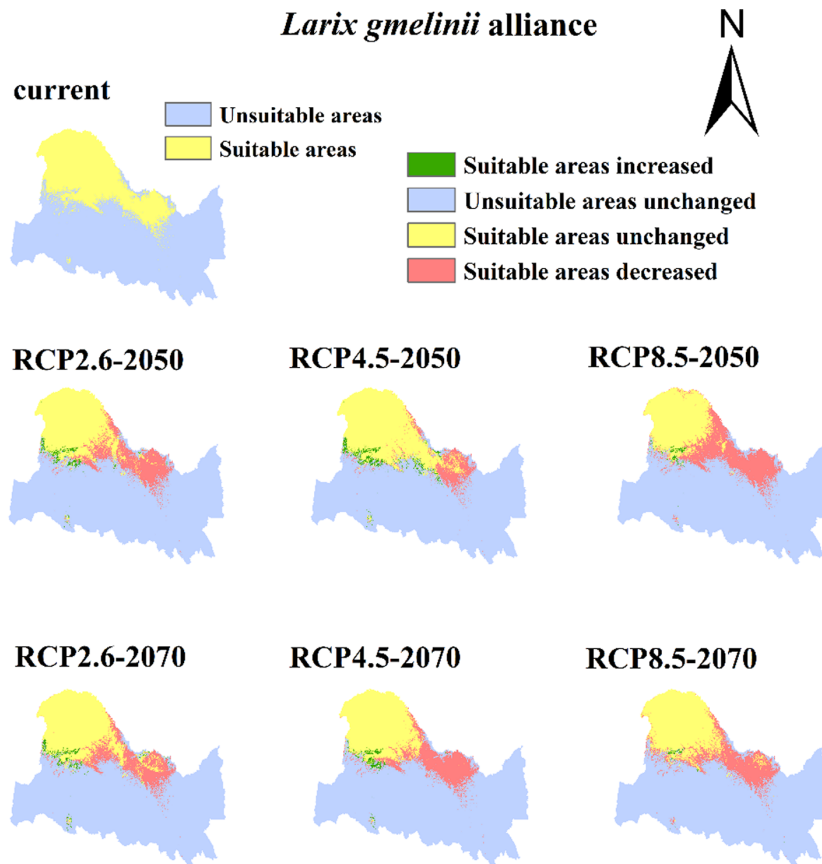 Larix gmelinii alliance
N
current
Unsuitable areas
Suitable areas
Suitable areas increased
Unsuitable areas unchanged
Suitable areas unchanged
Suitable areas decreased
RCP2.6-2050
RCP4.5-2050
RCP8.5-2050
RCP2.6-2070
RCP4.5-2070
RCP8.5-2070